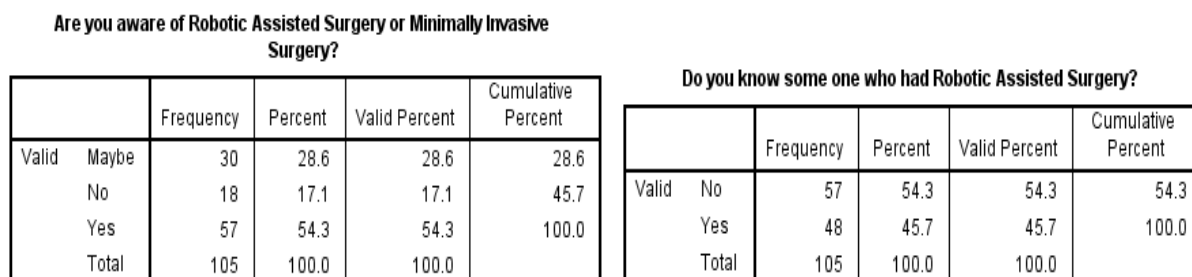 Are you aware of Robotic Assisted Surgery or Minimally Invasive
Surgery?
Frequency Percent Valid Percent Cumulative Percent
Valid Maybe 30 28.6 28.6 28.6
No 18 17.1 17.1 45.7
Yes 57 54.3 54.3 100.0
Total 105 100.0 100.0
Do you know some one who had Robotic Assisted Surgery?
Frequency Percent Valid Percent Cumulative Percent
Valid No 57 54.3 54.3 54.3
Yes 48 45.7 45.7 100.0
Total 105 100.0 100.0